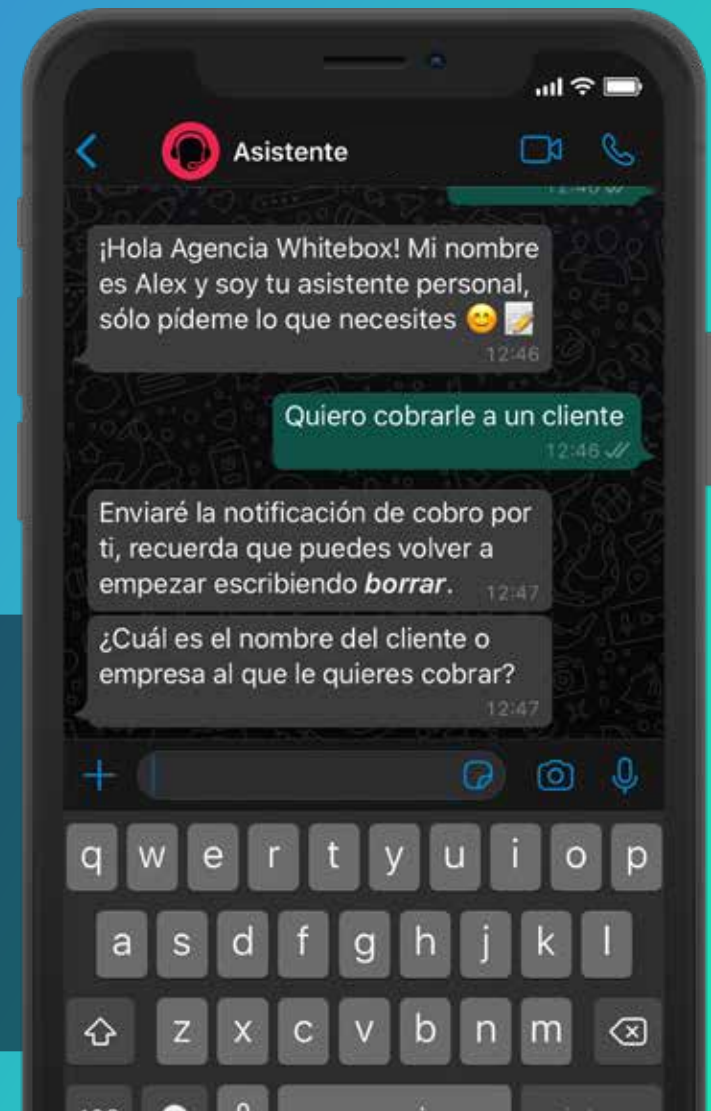 Asistente
¡Hola Agencia Whitebox! Mi nombre
es Alex y soy tu asistente personal,
sólo pídeme lo que necesites 😊 📝
12:46
Quiero cobrarle a un cliente
12:46
Enviaré la notificación de cobro por
ti, recuerda que puedes volver a
empezar escribiendo borrar.
12:47
¿Cuál es el nombre del cliente o
empresa al que le quieres cobrar?
12:47
q w e r t y u i o p
a s d f g h j k l
z x c v b n m